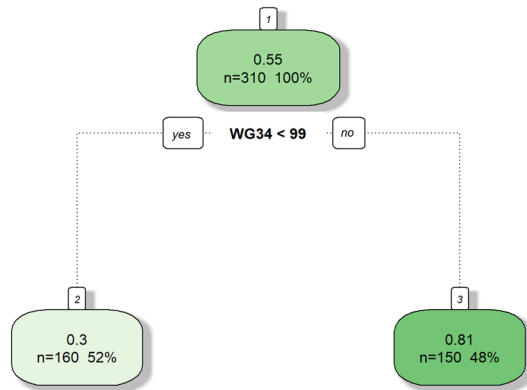 1
0.55
n=310 100%
yes WG34 < 99 no
2
0.3
n=160 52%
3
0.81
n=150 48%